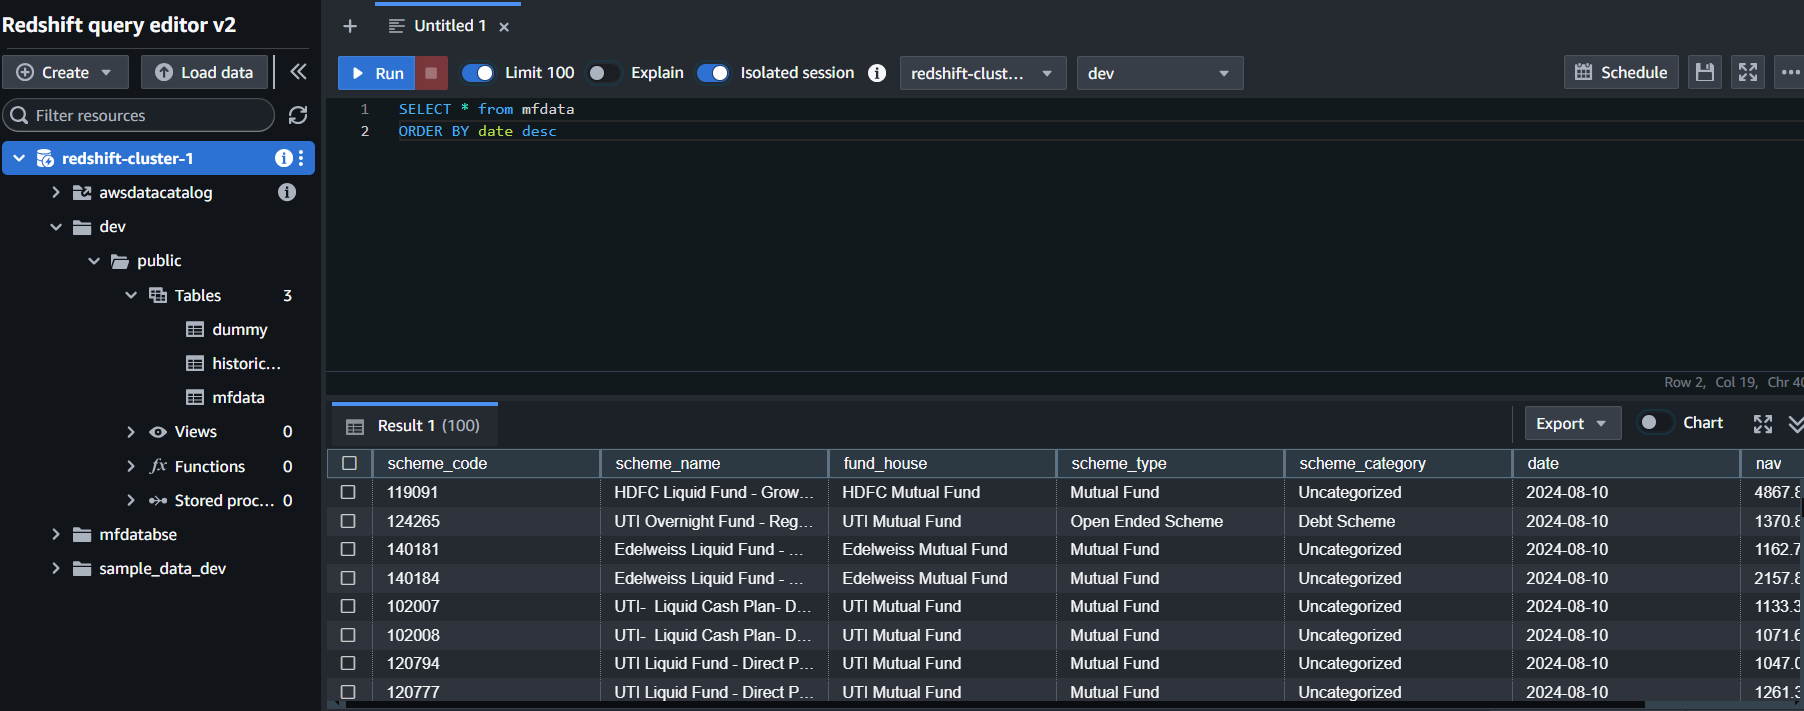 Redshift query editor v2
Create
Load data
Filter resources
redshift-cluster-1
awsdatacatalog
dev
public
Tables 3
dummy
historic...
mfdata
Views 0
fx Functions 0
Stored proc... 0
mfdatabse
sample_data_dev
Untitled 1
Run
Limit 100
Explain
Isolated session
redshift-clust...
dev
Schedule
1 SELECT * from mfdata
2 ORDER BY date desc
Row 2, Col 19, Chr 40
Result 1 (100)
Export
Chart
scheme_code scheme_name fund_house scheme_type scheme_category date nav
119091 HDFC Liquid Fund - Grow... HDFC Mutual Fund Mutual Fund Uncategorized 2024-08-10 4867.8
124265 UTI Overnight Fund - Reg... UTI Mutual Fund Open Ended Scheme Debt Scheme 2024-08-10 1370.8
140181 Edelweiss Liquid Fund - ... Edelweiss Mutual Fund Mutual Fund Uncategorized 2024-08-10 1162.7
140184 Edelweiss Liquid Fund - ... Edelweiss Mutual Fund Mutual Fund Uncategorized 2024-08-10 2157.8
102007 UTI- Liquid Cash Plan- D... UTI Mutual Fund Mutual Fund Uncategorized 2024-08-10 1133.3
102008 UTI- Liquid Cash Plan- D... UTI Mutual Fund Mutual Fund Uncategorized 2024-08-10 1071.6
120794 UTI Liquid Fund - Direct P... UTI Mutual Fund Mutual Fund Uncategorized 2024-08-10 1047.0
120777 UTI Liquid Fund - Direct P... UTI Mutual Fund Mutual Fund Uncategorized 2024-08-10 1261.3